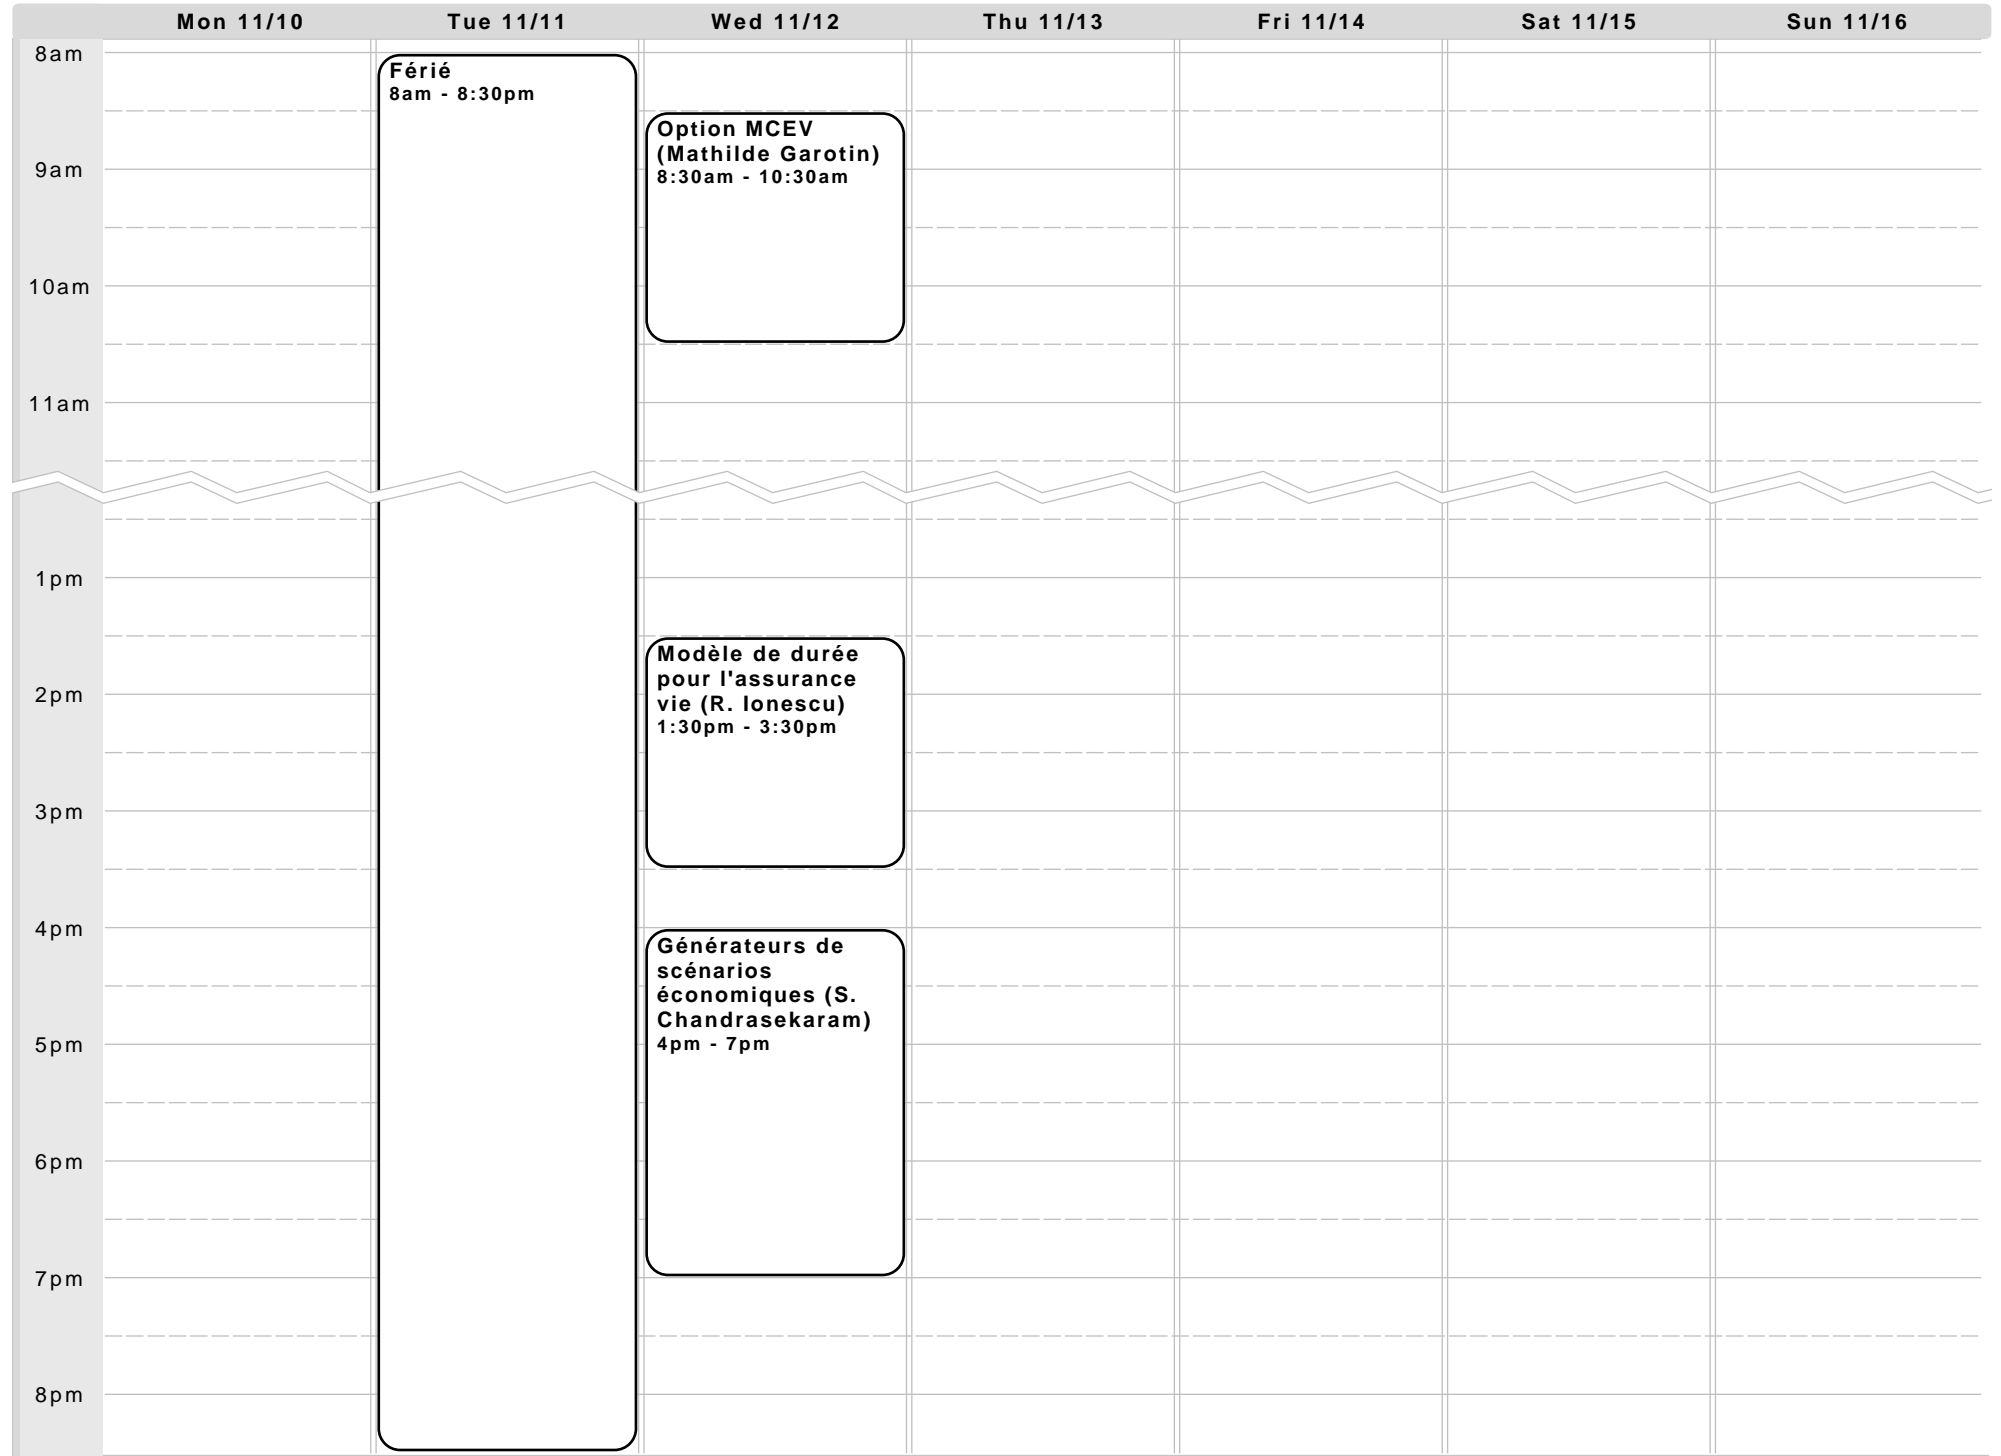 Mon 11/10 Tue 11/11 Wed 11/12 Thu 11/13 Fri 11/14 Sat 11/15 Sun 11/16
8am
Férié
8am - 8:30pm
Option MCEV
(Mathilde Garotin)
8:30am - 10:30am
9am
10am
11am
1pm
Modèle de durée
pour l'assurance
vie (R. Ionescu)
1:30pm - 3:30pm
2pm
3pm
4pm
Générateurs de
scénarios
économiques (S.
Chandrasekaram)
4pm - 7pm
5pm
6pm
7pm
8pm